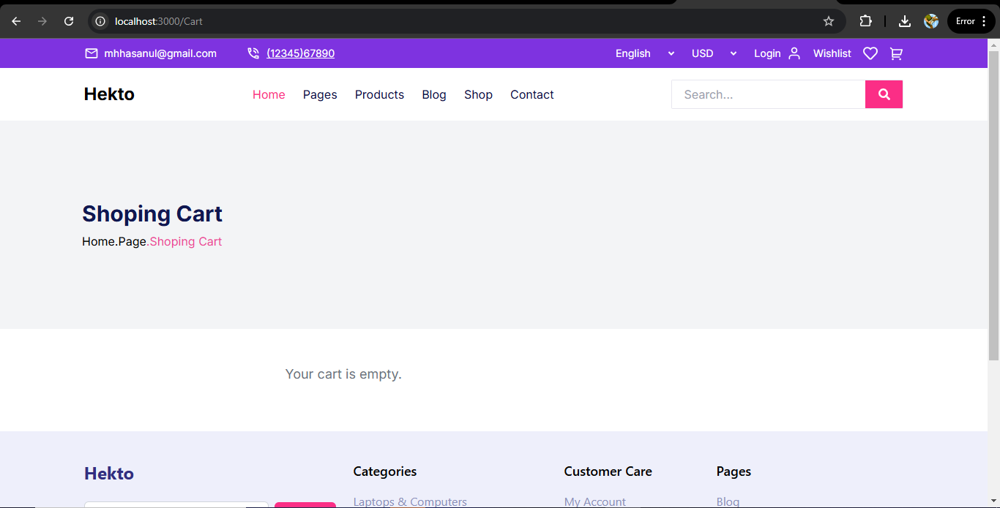 localhost:3000/Cart
Error
mhhasanul@gmail.com (12345)67890 English USD Login Wishlist
Hekto Home Pages Products Blog Shop Contact Search...
Shoping Cart
Home.Page.Shoping Cart
Your cart is empty.
Hekto Categories Customer Care Pages
Laptops & Computers My Account Blog